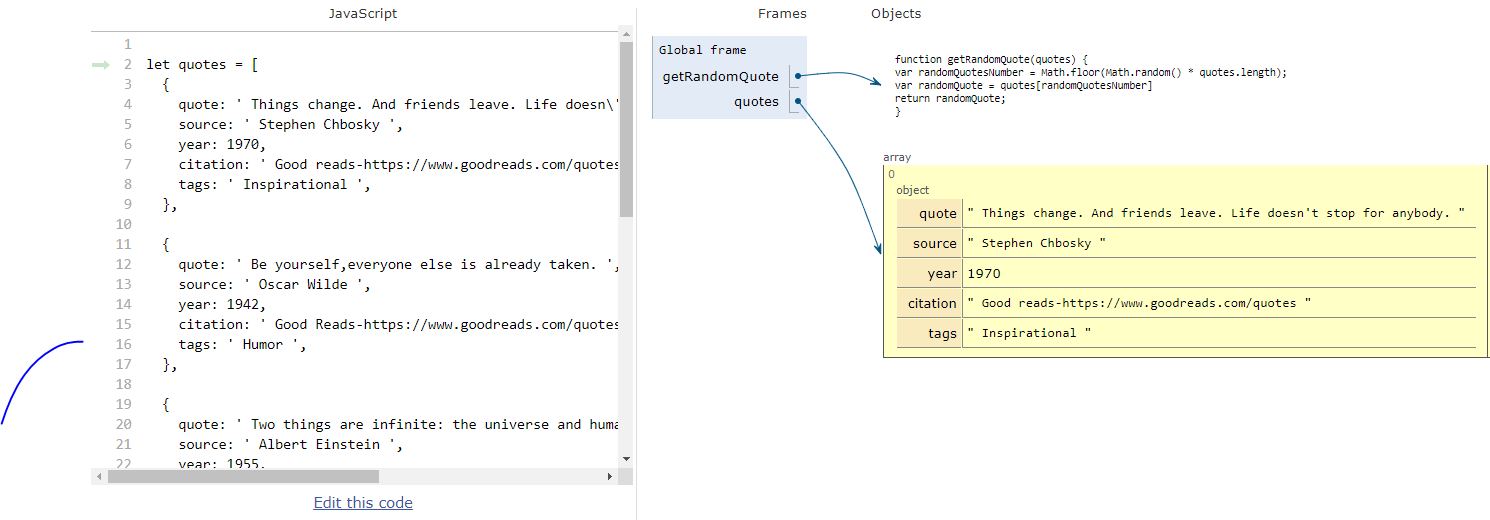 JavaScript
1
2 let quotes = [
3 {
4 quote: ' Things change. And friends leave. Life doesn\'
5 source: ' Stephen Chbosky ',
6 year: 1970,
7 citation: ' Good reads-https://www.goodreads.com/quotes
8 tags: ' Inspirational ',
9 },
10
11 {
12 quote: ' Be yourself,everyone else is already taken. ',
13 source: ' Oscar Wilde ',
14 year: 1942,
15 citation: ' Good Reads-https://www.goodreads.com/quotes
16 tags: ' Humor ',
17 },
18
19 {
20 quote: ' Two things are infinite: the universe and huma
21 source: ' Albert Einstein ',
22 year: 1955,
Edit this code
Frames Objects
Global frame
getRandomQuote
quotes
function getRandomQuote(quotes) {
var randomQuotesNumber = Math.floor(Math.random() * quotes.length);
var randomQuote = quotes[randomQuotesNumber]
return randomQuote;
}
array
0
object
quote " Things change. And friends leave. Life doesn't stop for anybody. "
source " Stephen Chbosky "
year 1970
citation " Good reads-https://www.goodreads.com/quotes "
tags " Inspirational "